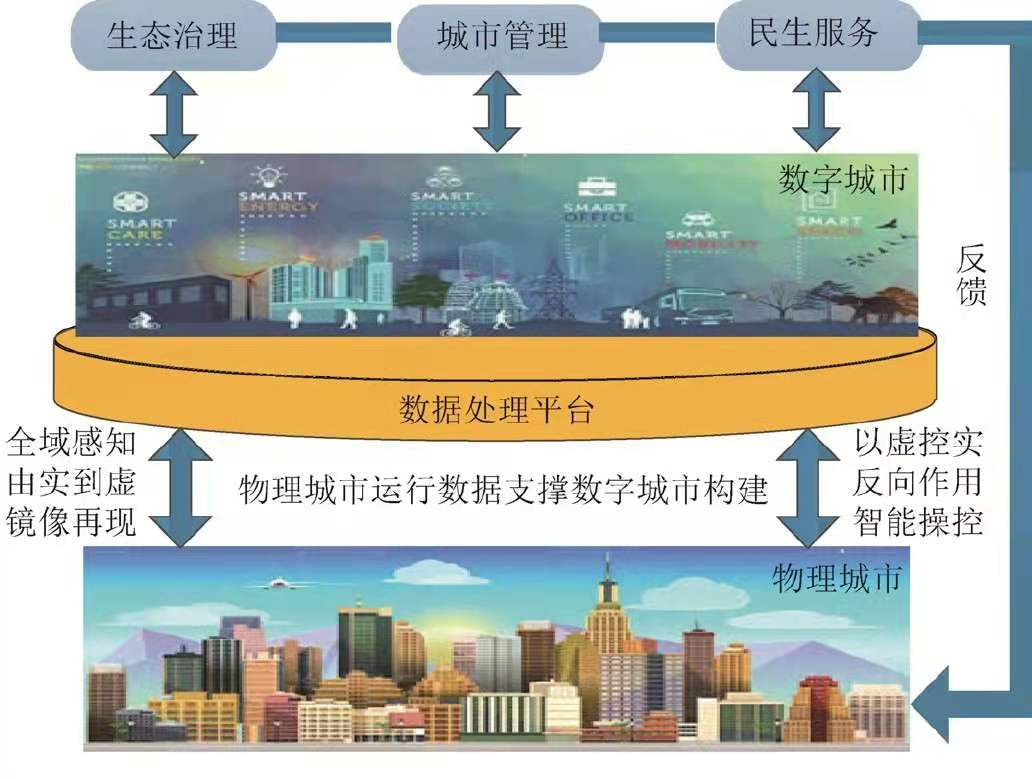 生态治理
城市管理
民生服务
数字城市
SMART
CARE
SMART
ENERGY
SMART
SMART
OFFICE
SMART
MOBILITY
SMART
反馈
数据处理平台
全域感知
由实到虚
镜像再现
物理城市运行数据支撑数字城市构建
以虚控实
反向作用
智能操控
物理城市